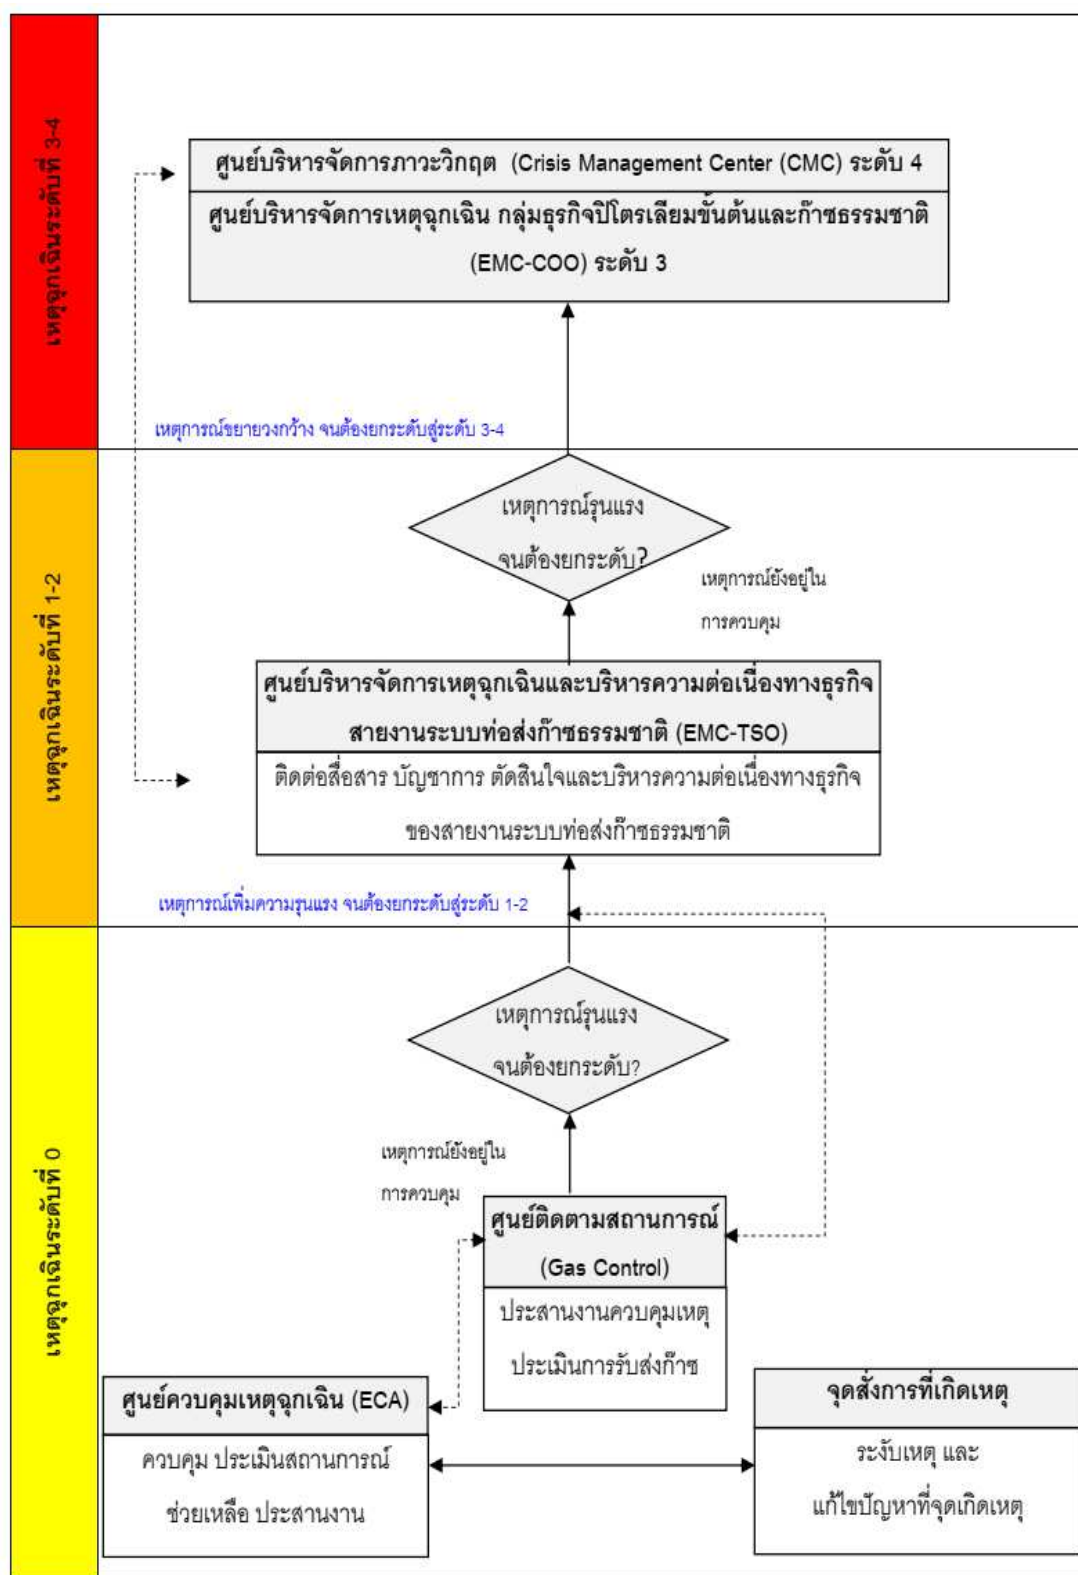 เหตุฉุกเฉินระดับที่ 3-4
ศูนย์บริหารจัดการภาวะวิกฤต (Crisis Management Center (CMC) ระดับ 4
ศูนย์บริหารจัดการเหตุฉุกเฉิน กลุ่มธุรกิจปิโตรเลียมขั้นต้นและก๊าซธรรมชาติ
(EMC-COO) ระดับ 3
เหตุการณ์ขยายวงกว้าง จนต้องยกระดับสู่ระดับ 3-4
เหตุฉุกเฉินระดับที่ 1-2
เหตุการณ์รุนแรง
จนต้องยกระดับ?
เหตุการณ์ยังอยู่ใน
การควบคุม
ศูนย์บริหารจัดการเหตุฉุกเฉินและบริหารความต่อเนื่องทางธุรกิจ
สายงานระบบท่อส่งก๊าซธรรมชาติ (EMC-TSO)
ติดต่อสื่อสาร บัญชาการ ตัดสินใจและบริหารความต่อเนื่องทางธุรกิจ
ของสายงานระบบท่อส่งก๊าซธรรมชาติ
เหตุการณ์เพิ่มความรุนแรง จนต้องยกระดับสู่ระดับ 1-2
เหตุฉุกเฉินระดับที่ 0
เหตุการณ์รุนแรง
จนต้องยกระดับ?
เหตุการณ์ยังอยู่ใน
การควบคุม
ศูนย์ติดตามสถานการณ์
(Gas Control)
ประสานงานควบคุมเหตุ
ประเมินการรับส่งก๊าซ
ศูนย์ควบคุมเหตุฉุกเฉิน (ECA)
ควบคุม ประเมินสถานการณ์
ช่วยเหลือ ประสานงาน
จุดสั่งการที่เกิดเหตุ
ระงับเหตุ และ
แก้ไขปัญหาที่จุดเกิดเหตุ